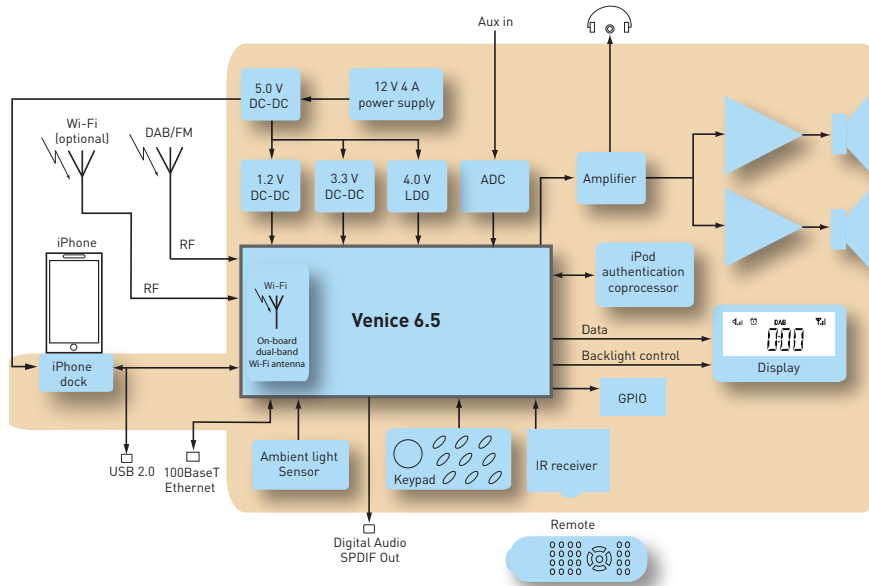 Aux in
5.0 V
DC-DC
12 V 4 A
power supply
Wi-Fi
(optional)
DAB/FM
1.2 V
DC-DC
3.3 V
DC-DC
4.0 V
LDO
ADC
Amplifier
RF
iPhone
RF
Wi-Fi
On-board
dual-band
Wi-Fi antenna
Venice 6.5
iPod
authentication
coprocessor
Data
DAB
0:00
Backlight control
Display
iPhone
dock
GPIO
USB 2.0
100BaseT
Ethernet
Ambient light
Sensor
Keypad
IR receiver
Digital Audio
SPDIF Out
Remote